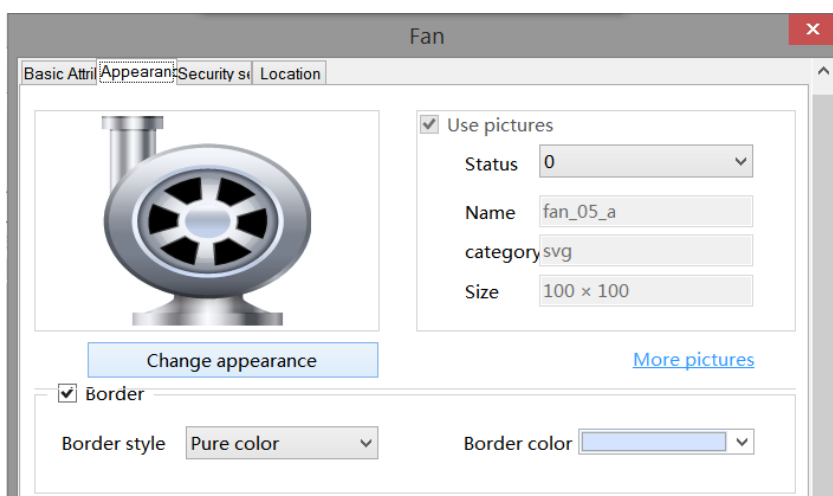 Fan
Basic Attri Appearanc Security se Location
Use pictures
Status 0
Name fan_05_a
category svg
Size 100 × 100
Change appearance
More pictures
Border
Border style Pure color
Border color